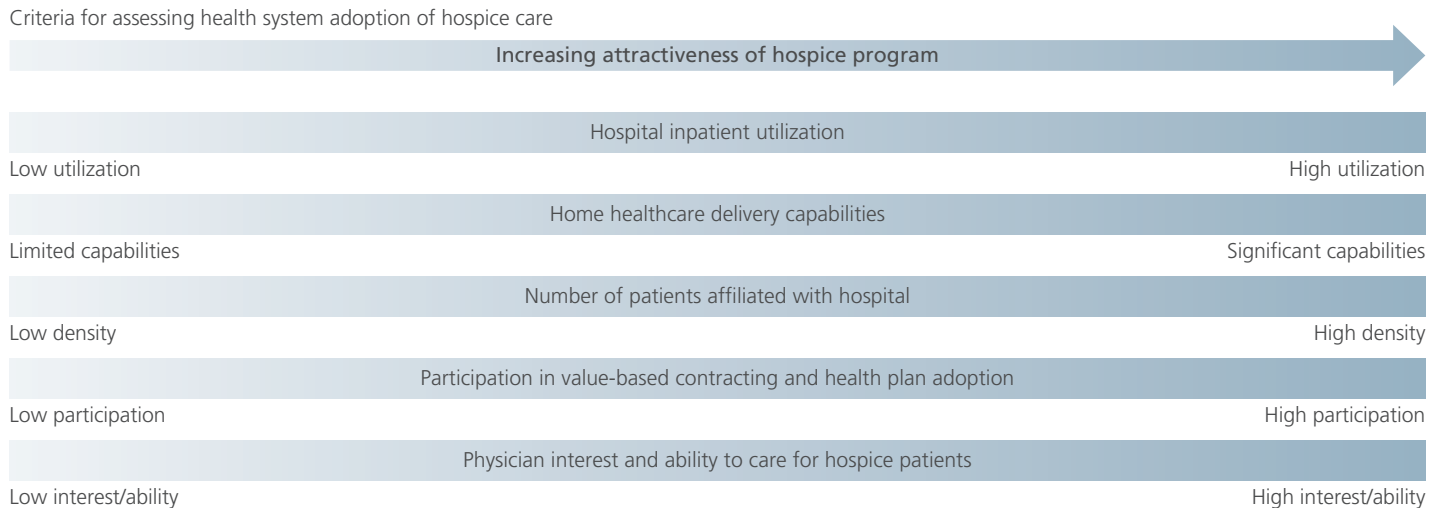 Criteria for assessing health system adoption of hospice care
Increasing attractiveness of hospice program
Hospital inpatient utilization
Low utilization High utilization
Home healthcare delivery capabilities
Limited capabilities Significant capabilities
Number of patients affiliated with hospital
Low density High density
Participation in value-based contracting and health plan adoption
Low participation High participation
Physician interest and ability to care for hospice patients
Low interest/ability High interest/ability